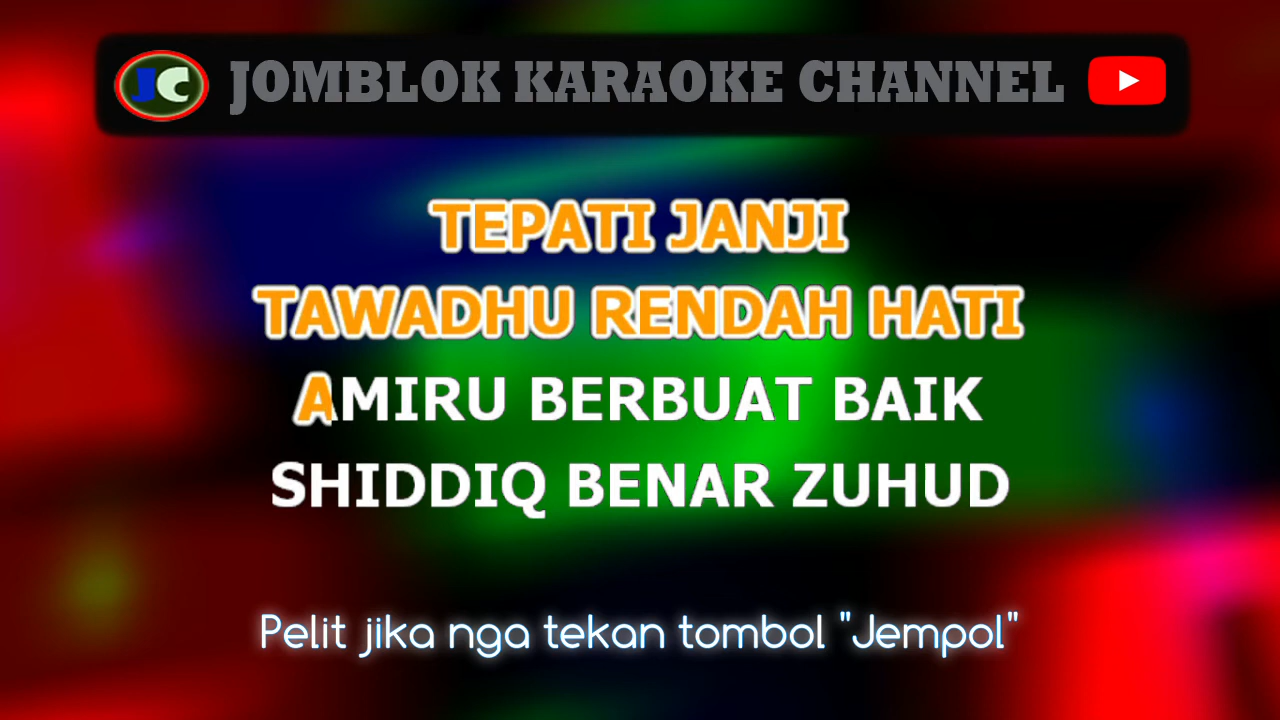 JC JOMBLOK KARAOKE CHANNEL
TEPATI JANJI
TAWADHU RENDAH HATI
AMIRU BERBUAT BAIK
SHIDDIQ BENAR ZUHUD
Pelit jika nga tekan tombol "Jempol"